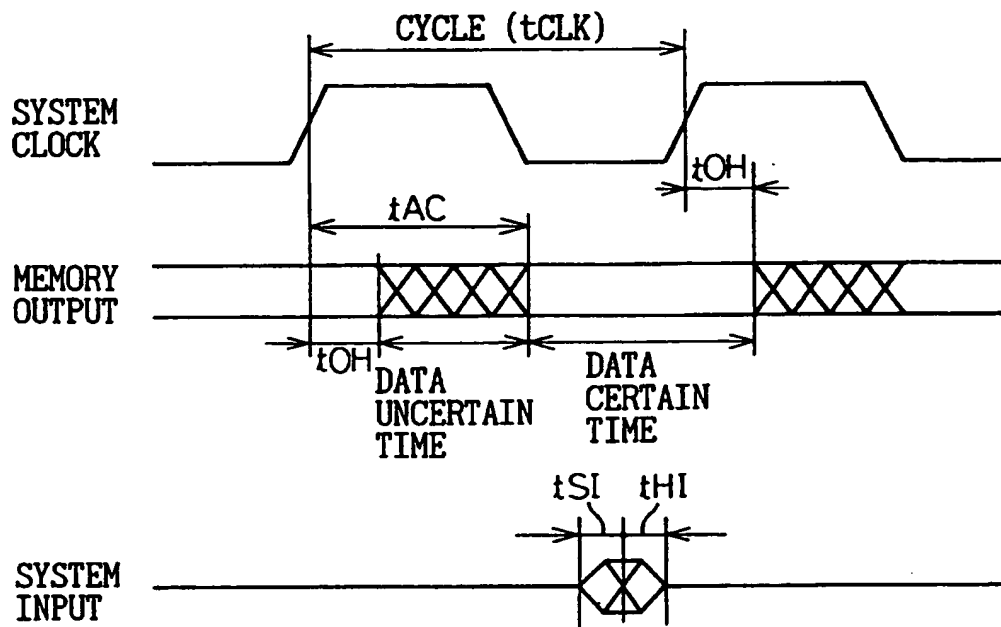 CYCLE (tCLK)
SYSTEM
CLOCK
tOH
tAC
MEMORY
OUTPUT
tOH
DATA
UNCERTAIN
TIME
DATA
CERTAIN
TIME
tSI
tHI
SYSTEM
INPUT